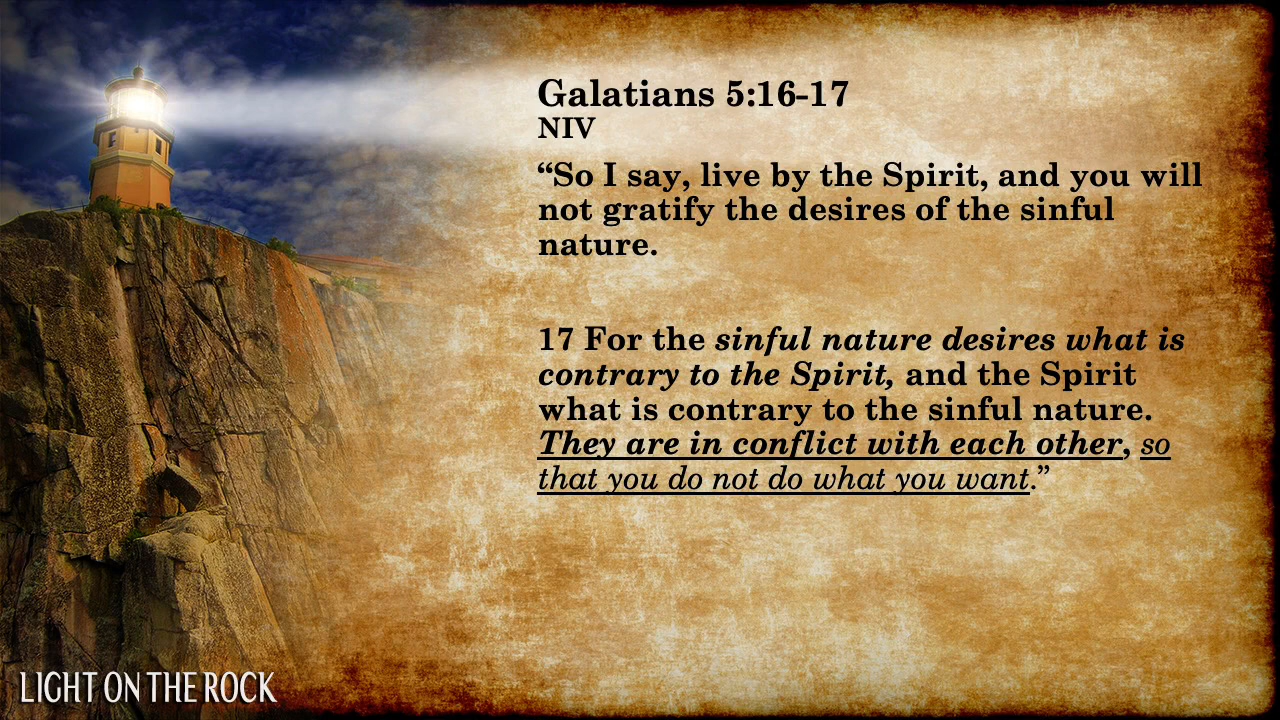 Galatians 5:16-17
NIV
“So I say, live by the Spirit, and you will
not gratify the desires of the sinful
nature.
17 For the sinful nature desires what is
contrary to the Spirit, and the Spirit
what is contrary to the sinful nature.
They are in conflict with each other, so
that you do not do what you want.”
LIGHT ON THE ROCK